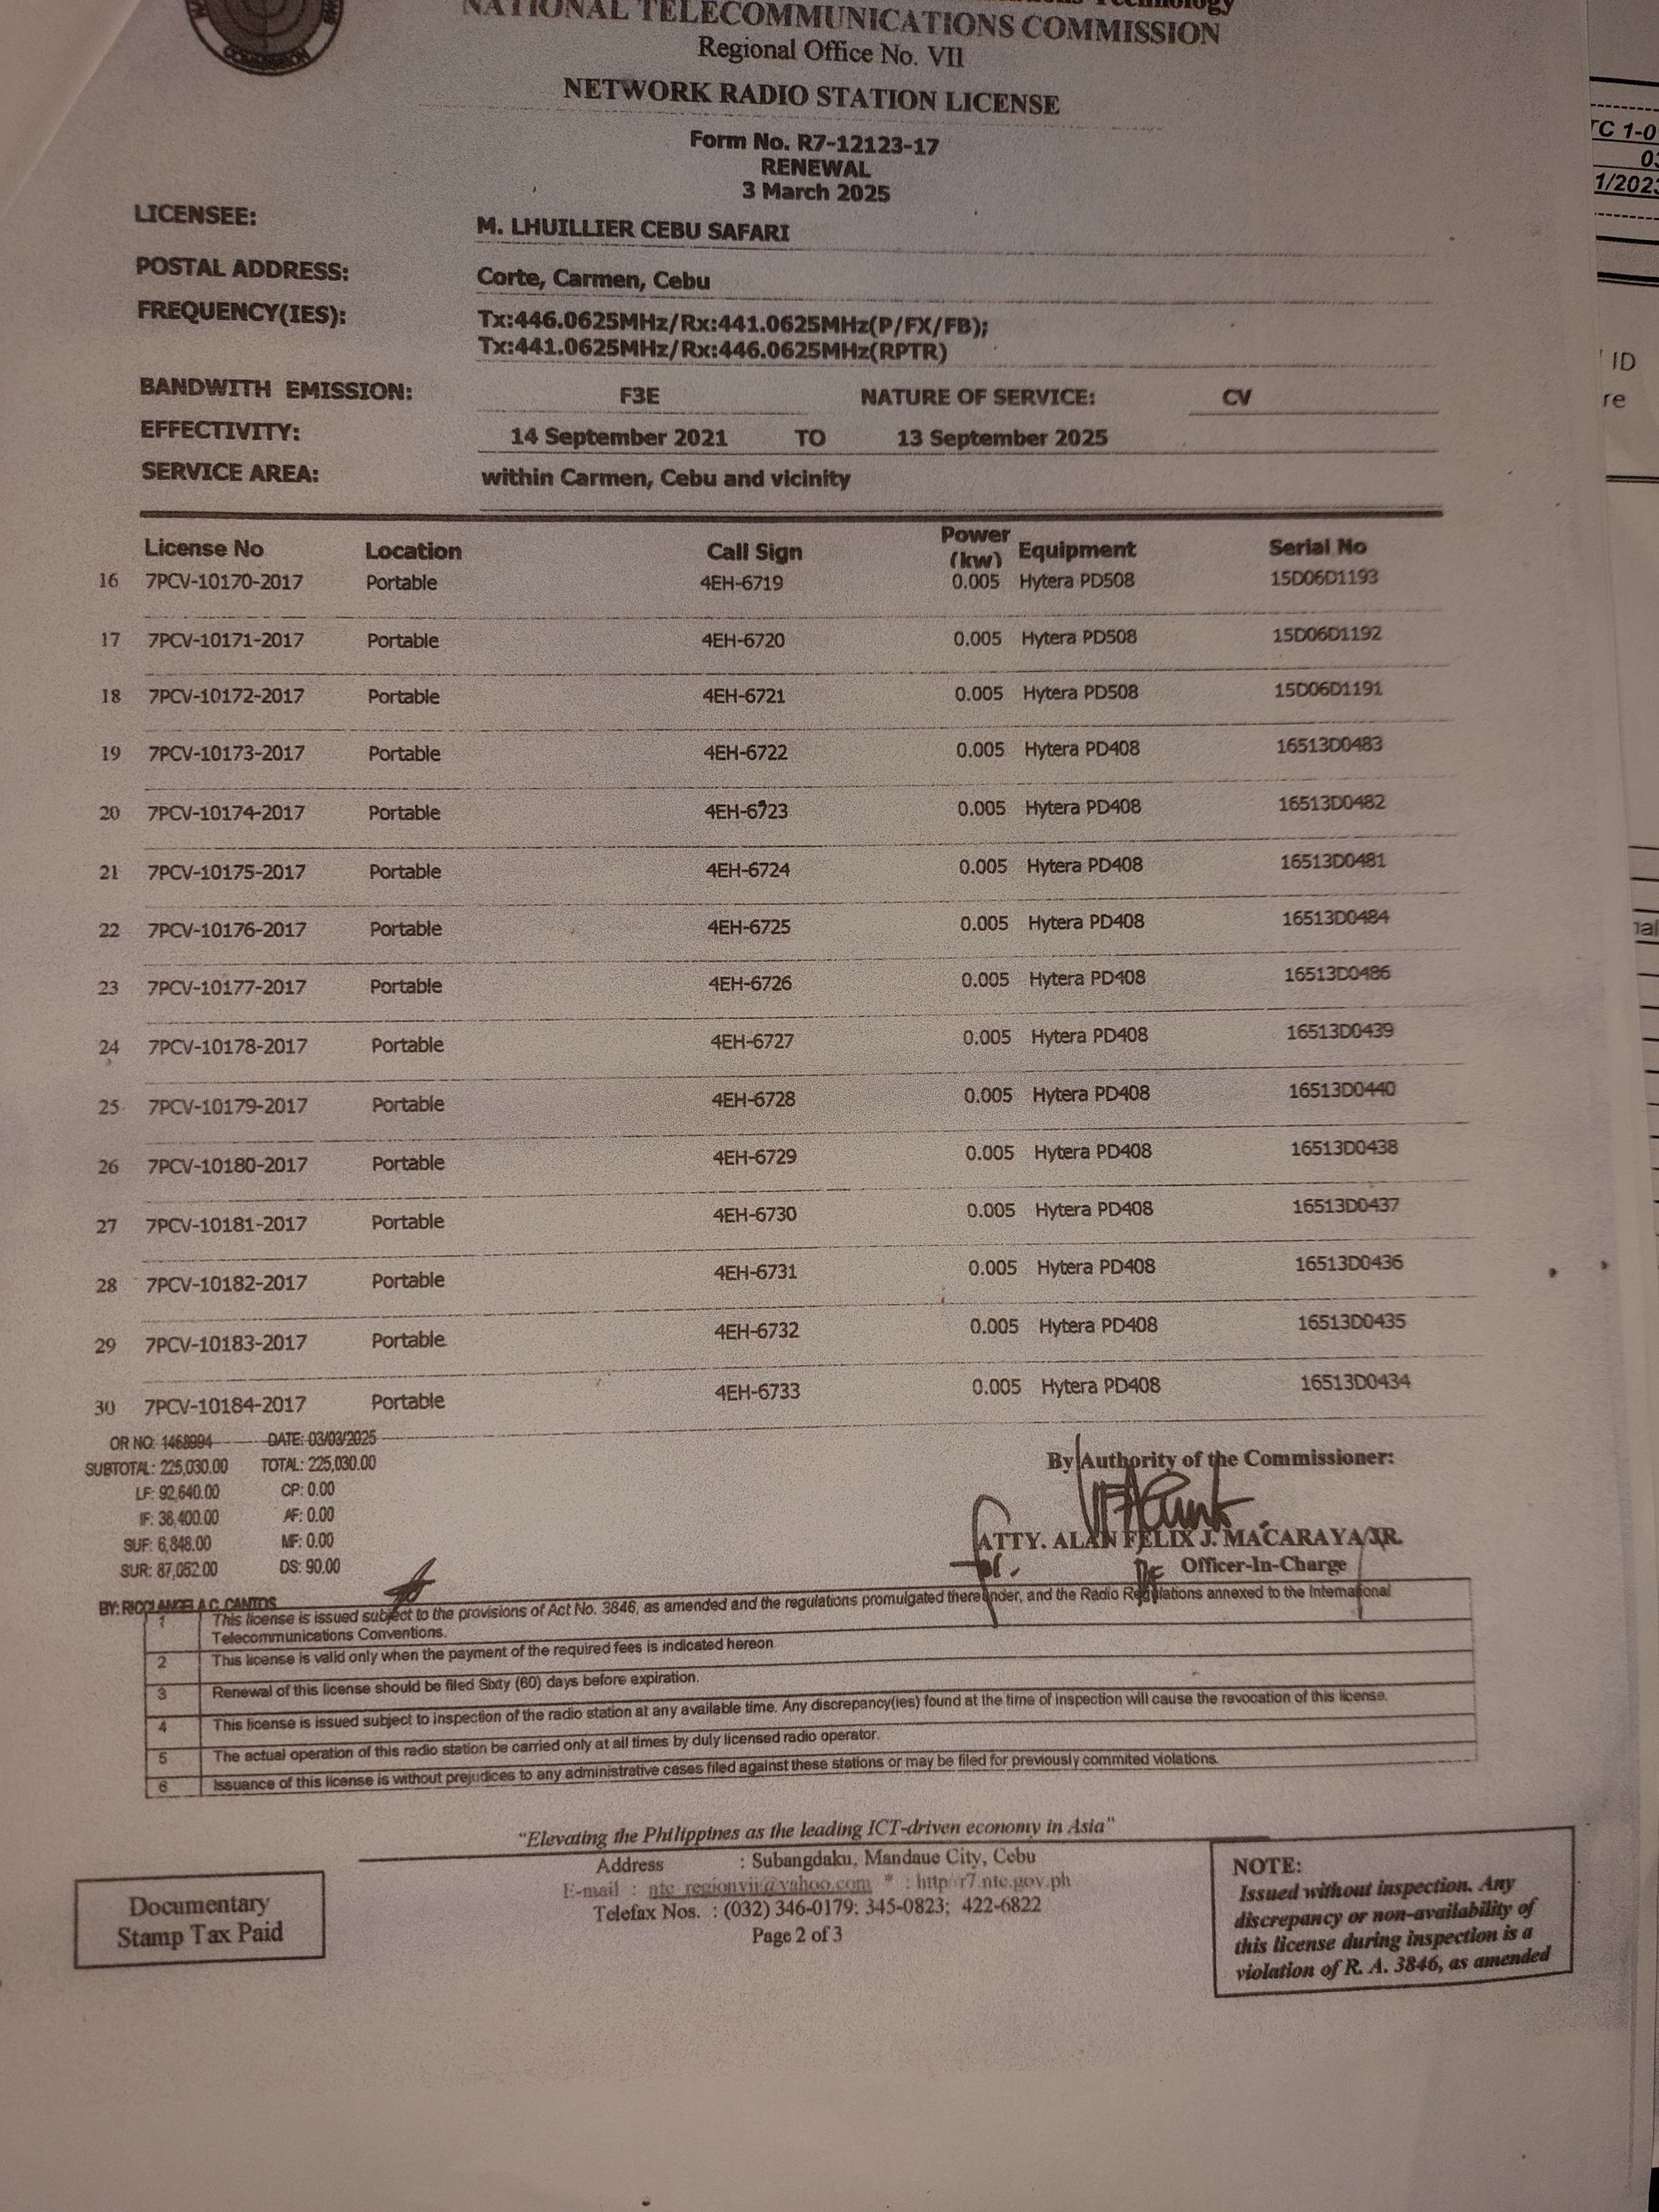 COMMISSION
Technology
NATIONAL TELECOMMUNICATIONS COMMISSION
Regional Office No. VII
NETWORK RADIO STATION LICENSE
Form No. R7-12123-17
RENEWAL
3 March 2025
LICENSEE: M. LHUILLIER CEBU SAFARI
POSTAL ADDRESS: Corte, Carmen, Cebu
FREQUENCY(IES): Tx:446.0625MHz/Rx:441.0625MHz(P/FX/FB);
Tx:441.0625MHz/Rx:446.0625MHz(RPTR)
BANDWITH EMISSION: F3E NATURE OF SERVICE: CV
EFFECTIVITY: 14 September 2021 TO 13 September 2025
SERVICE AREA: within Carmen, Cebu and vicinity
License No Location Call Sign Power (kw) Equipment Serial No
16 7PCV-10170-2017 Portable 4EH-6719 0.005 Hytera PD508 15D06D1193
17 7PCV-10171-2017 Portable 4EH-6720 0.005 Hytera PD508 15D06D1192
18 7PCV-10172-2017 Portable 4EH-6721 0.005 Hytera PD508 15D06D1191
19 7PCV-10173-2017 Portable 4EH-6722 0.005 Hytera PD408 16513D0483
20 7PCV-10174-2017 Portable 4EH-6723 0.005 Hytera PD408 16513D0482
21 7PCV-10175-2017 Portable 4EH-6724 0.005 Hytera PD408 16513D0481
22 7PCV-10176-2017 Portable 4EH-6725 0.005 Hytera PD408 16513D0484
23 7PCV-10177-2017 Portable 4EH-6726 0.005 Hytera PD408 16513D0486
24 7PCV-10178-2017 Portable 4EH-6727 0.005 Hytera PD408 16513D0439
25 7PCV-10179-2017 Portable 4EH-6728 0.005 Hytera PD408 16513D0440
26 7PCV-10180-2017 Portable 4EH-6729 0.005 Hytera PD408 16513D0438
27 7PCV-10181-2017 Portable 4EH-6730 0.005 Hytera PD408 16513D0437
28 7PCV-10182-2017 Portable 4EH-6731 0.005 Hytera PD408 16513D0436
29 7PCV-10183-2017 Portable 4EH-6732 0.005 Hytera PD408 16513D0435
30 7PCV-10184-2017 Portable 4EH-6733 0.005 Hytera PD408 16513D0434
OR NO: 1468994 DATE: 03/03/2025
SUBTOTAL: 225,030.00 TOTAL: 225,030.00
LF: 92,640.00 CP: 0.00
IF: 38,400.00 AF: 0.00
SUF: 6,848.00 MF: 0.00
SUR: 87,052.00 DS: 90.00
BY: RICOLANGELA C. CANTOS
By Authority of the Commissioner:
ATTY. ALAN FELIX J. MACARAYA JR.
Officer-In-Charge
1 This license is issued subject to the provisions of Act No. 3846, as amended and the regulations promulgated thereunder, and the Radio Regulations annexed to the International
Telecommunications Conventions.
2 This license is valid only when the payment of the required fees is indicated hereon
3 Renewal of this license should be filed Sixty (60) days before expiration.
4 This license is issued subject to inspection of the radio station at any available time. Any discrepancy(ies) found at the time of inspection will cause the revocation of this license.
5 The actual operation of this radio station be carried only at all times by duly licensed radio operator.
6 Issuance of this license is without prejudices to any administrative cases filed against these stations or may be filed for previously commited violations.
"Elevating the Philippines as the leading ICT-driven economy in Asia"
Address : Subangdaku, Mandaue City, Cebu
E-mail : ntc_regionvii@yahoo.com * : http//r7.ntc.gov.ph
Telefax Nos. : (032) 346-0179; 345-0823; 422-6822
Page 2 of 3
Documentary
Stamp Tax Paid
NOTE:
Issued without inspection. Any
discrepancy or non-availability of
this license during inspection is a
violation of R. A. 3846, as amended
TC 1-0
03
1/2023
ID
re